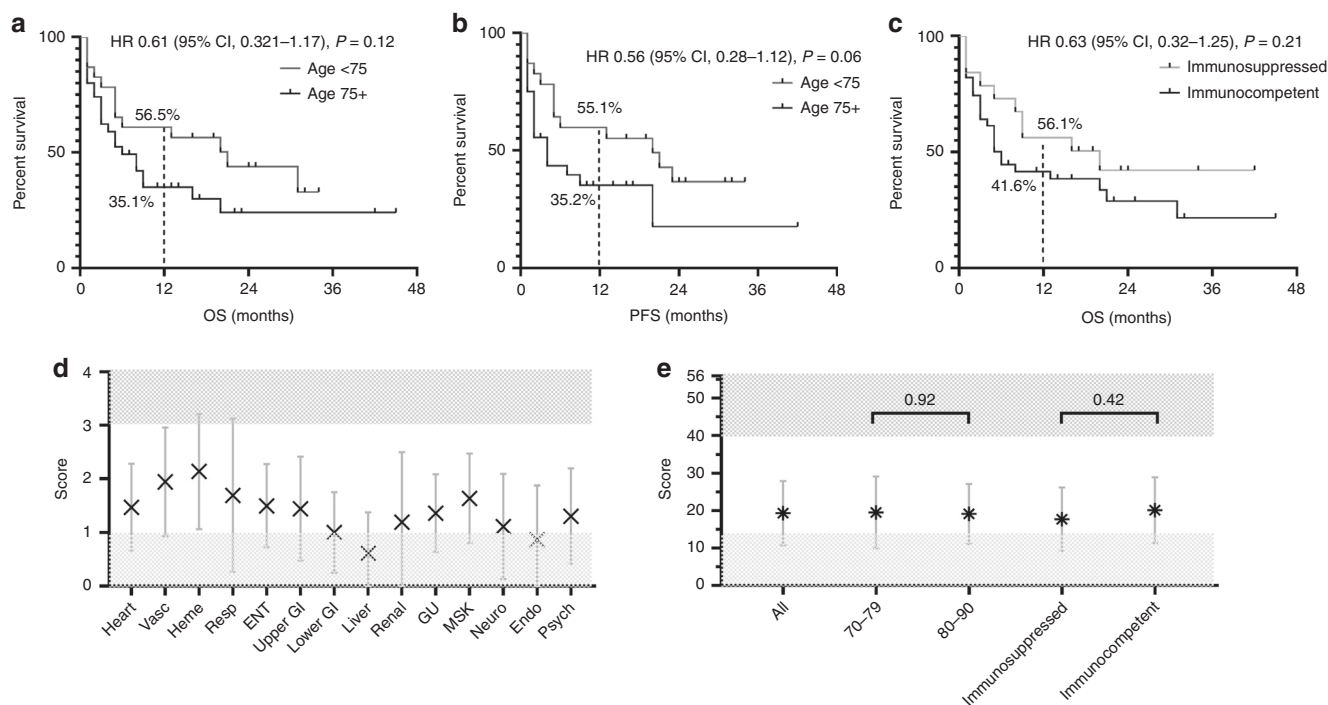 a
HR 0.61 (95% CI, 0.321–1.17), P = 0.12
Age <75
Age 75+
100
50
0
Percent survival
56.5%
35.1%
0 12 24 36 48
OS (months)
b
HR 0.56 (95% CI, 0.28–1.12), P = 0.06
Age <75
Age 75+
100
50
0
Percent survival
55.1%
35.2%
0 12 24 36 48
PFS (months)
c
HR 0.63 (95% CI, 0.32–1.25), P = 0.21
Immunosuppressed
Immunocompetent
100
50
0
Percent survival
56.1%
41.6%
0 12 24 36 48
OS (months)
d
4
3
2
1
0
Score
Heart Vasc Heme Resp ENT Upper GI Lower GI Liver Renal GU MSK Neuro Endo Psych
e
56
50
40
30
20
10
0
Score
0.92
0.42
All 70–79 80–90 Immunosuppressed Immunocompetent